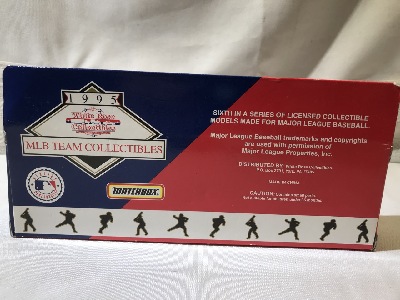 1995
White Rose
Collectibles
MLB TEAM COLLECTIBLES
MATCHBOX
SIXTH IN A SERIES OF LICENSED COLLECTIBLE
MODELS MADE FOR MAJOR LEAGUE BASEBALL.
Major League Baseball trademarks and copyrights
are used with permission of
Major League Properties, Inc.
DISTRIBUTED BY:
CAUTION: